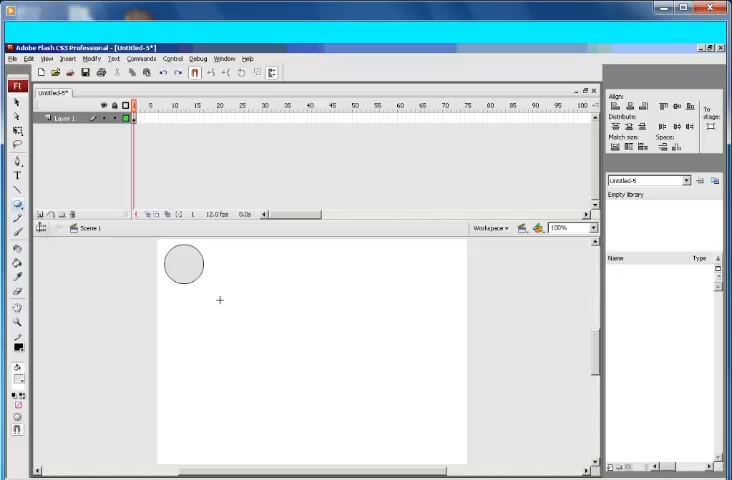 Adobe Flash CS3 Professional - [Untitled-5*]
File Edit View Insert Modify Text Commands Control Debug Window Help
Untitled-5*
Align:
1 5 10 15 20 25 30 35 40 45 50 55 60 65 70 75 80 85 90 95 100
To stage:
Layer 1
Distribute:
Match size: Space:
Untitled-5
Empty library
1 12.0 fps 0.0s
Scene 1 Workspace 100%
Name Type